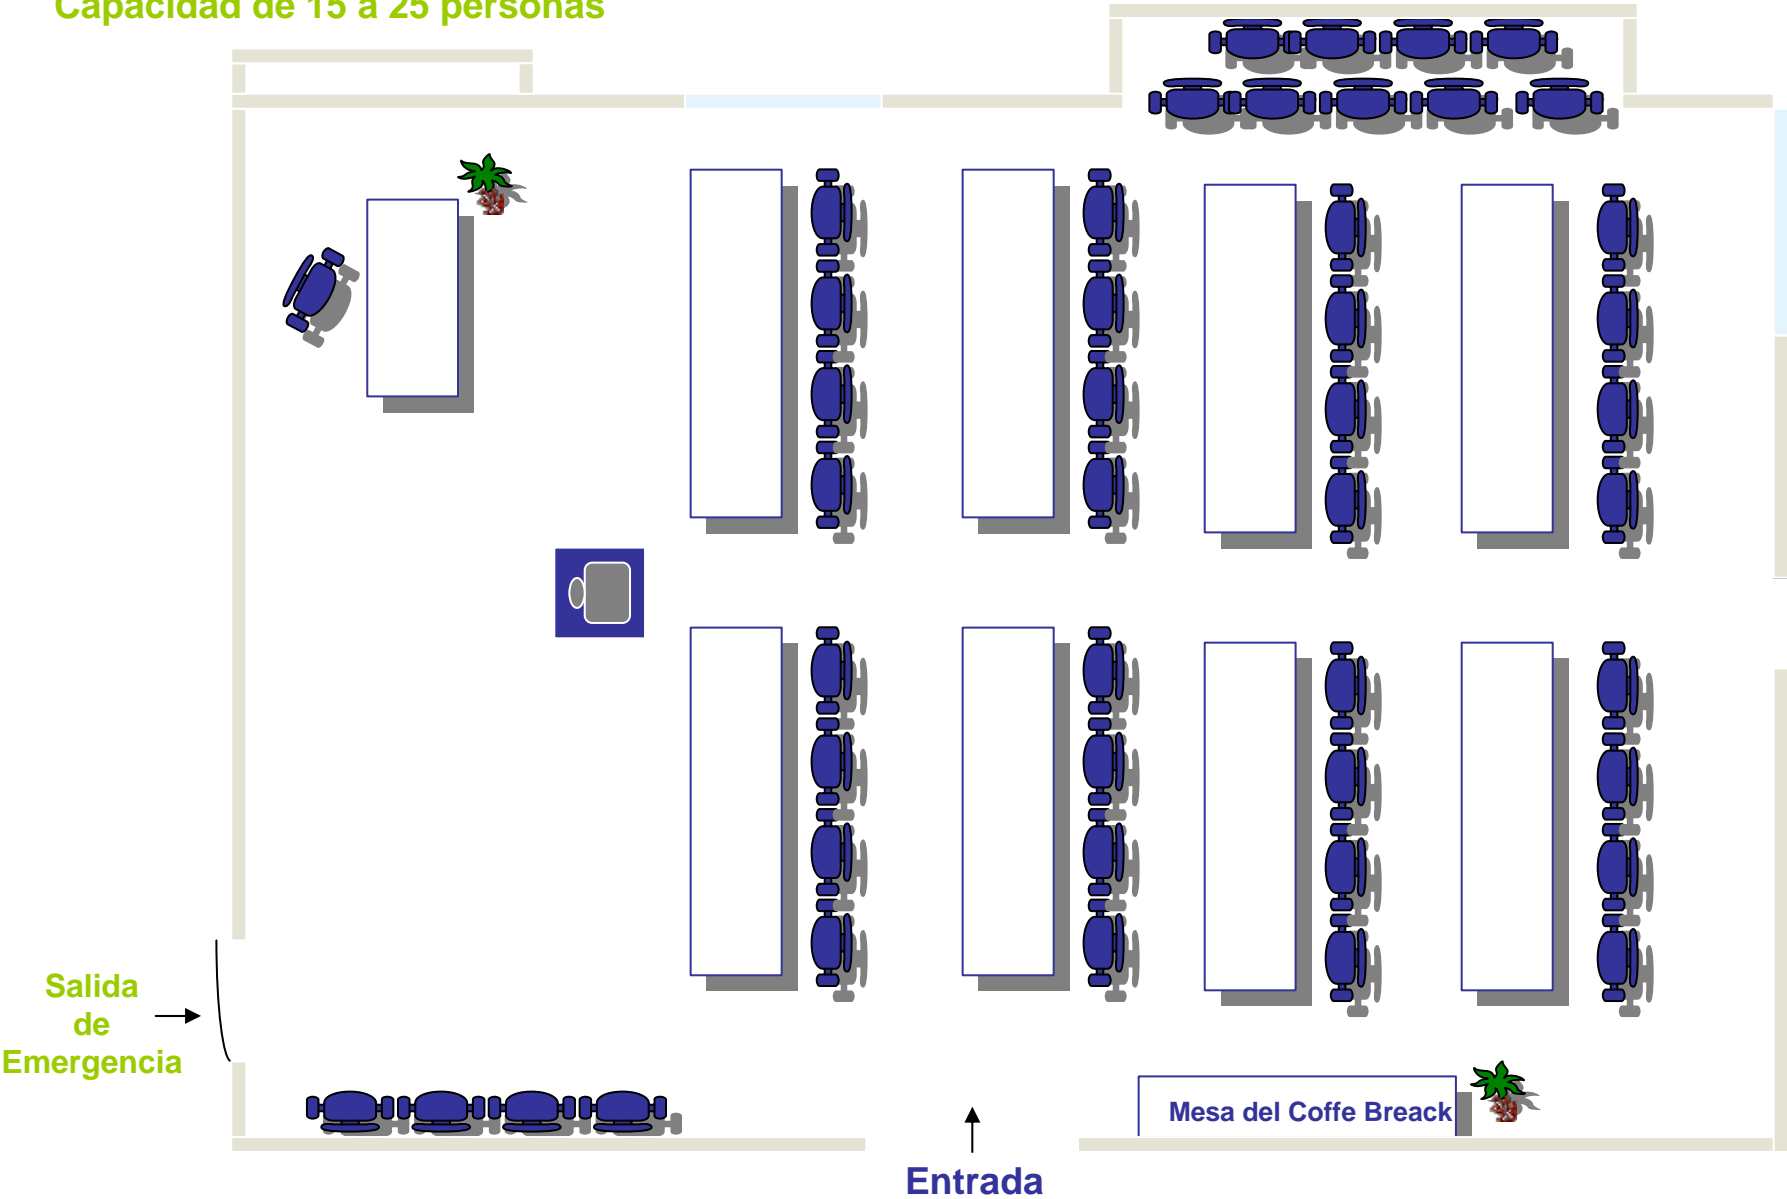 Capacidad de 15 a 25 personas
Salida
de
Emergencia
Mesa del Coffe Breack
Entrada